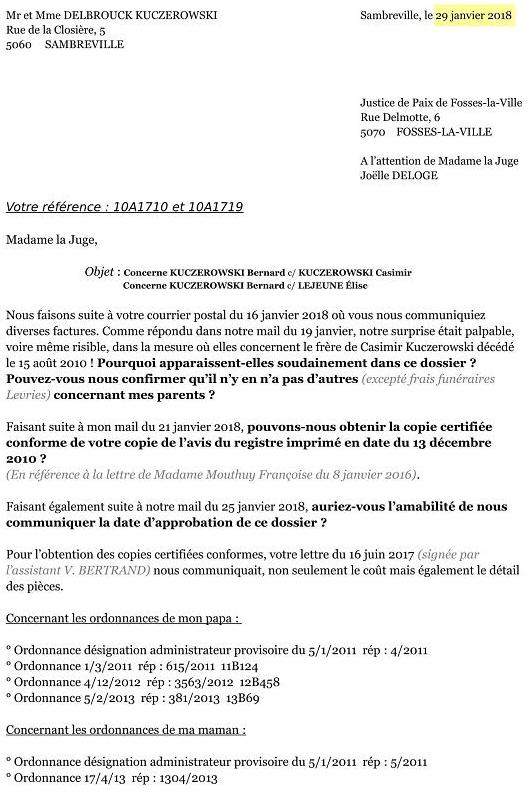 Mr et Mme DELBROUCK KUCZEROWSKI
Rue de la Closière, 5
5060 SAMBREVILLE
Sambreville, le 29 janvier 2018
Justice de Paix de Fosses-la-Ville
Rue Delmotte, 6
5070 FOSSES-LA-VILLE
A l'attention de Madame la Juge
Joëlle DELOGE
Votre référence : 10A1710 et 10A1719
Madame la Juge,
Objet : Concerne KUCZEROWSKI Bernard c/ KUCZEROWSKI Casimir
Concerne KUCZEROWSKI Bernard c/ LEJEUNE Élise
Nous faisons suite à votre courrier postal du 16 janvier 2018 où vous nous communiquiez
diverses factures. Comme répondu dans notre mail du 19 janvier, notre surprise était palpable,
voire même risible, dans la mesure où elles concernent le frère de Casimir Kuczerowski décédé
le 15 août 2010 ! Pourquoi apparaissent-elles soudainement dans ce dossier ?
Pouvez-vous nous confirmer qu'il n'y en n'a pas d'autres (excepté frais funéraires
Levries) concernant mes parents ?
Faisant suite à mon mail du 21 janvier 2018, pouvons-nous obtenir la copie certifiée
conforme de votre copie de l'avis du registre imprimé en date du 13 décembre
2010 ?
(En référence à la lettre de Madame Mouthuy Françoise du 8 janvier 2016).
Faisant également suite à notre mail du 25 janvier 2018, auriez-vous l'amabilité de nous
communiquer la date d'approbation de ce dossier ?
Pour l'obtention des copies certifiées conformes, votre lettre du 16 juin 2017 (signée par
l'assistant V. BERTRAND) nous communiquait, non seulement le coût mais également le détail
des pièces.
Concernant les ordonnances de mon papa :
° Ordonnance désignation administrateur provisoire du 5/1/2011 rép : 4/2011
° Ordonnance 1/3/2011 rép : 615/2011 11B124
° Ordonnance 4/12/2012 rép : 3563/2012 12B458
° Ordonnance 5/2/2013 rép : 381/2013 13B69
Concernant les ordonnances de ma maman :
° Ordonnance désignation administrateur provisoire du 5/1/2011 rép : 5/2011
° Ordonnance 17/4/13 rép : 1304/2013